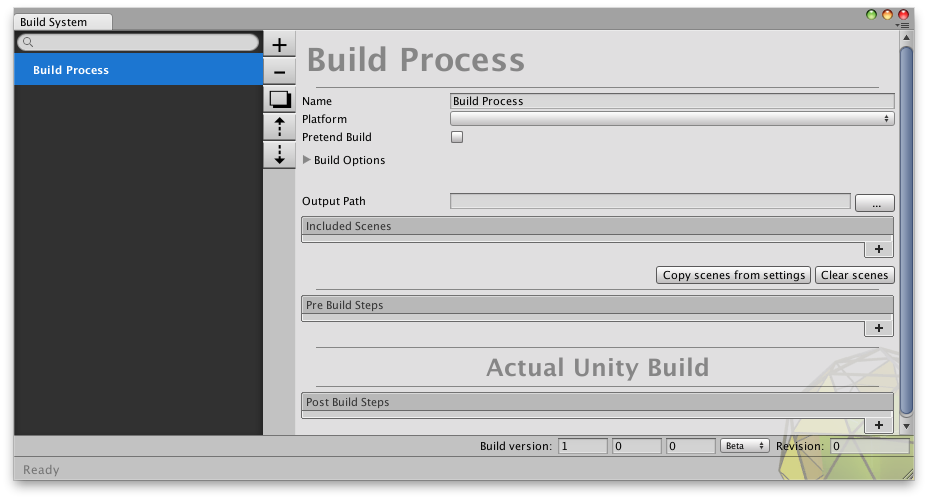 Build System
Build Process
Build Process
Name Build Process
Platform
Pretend Build
Build Options
Output Path ...
Included Scenes
+
Copy scenes from settings Clear scenes
Pre Build Steps
+
Actual Unity Build
Post Build Steps
+
Build version: 1 0 0 Beta Revision: 0
Ready